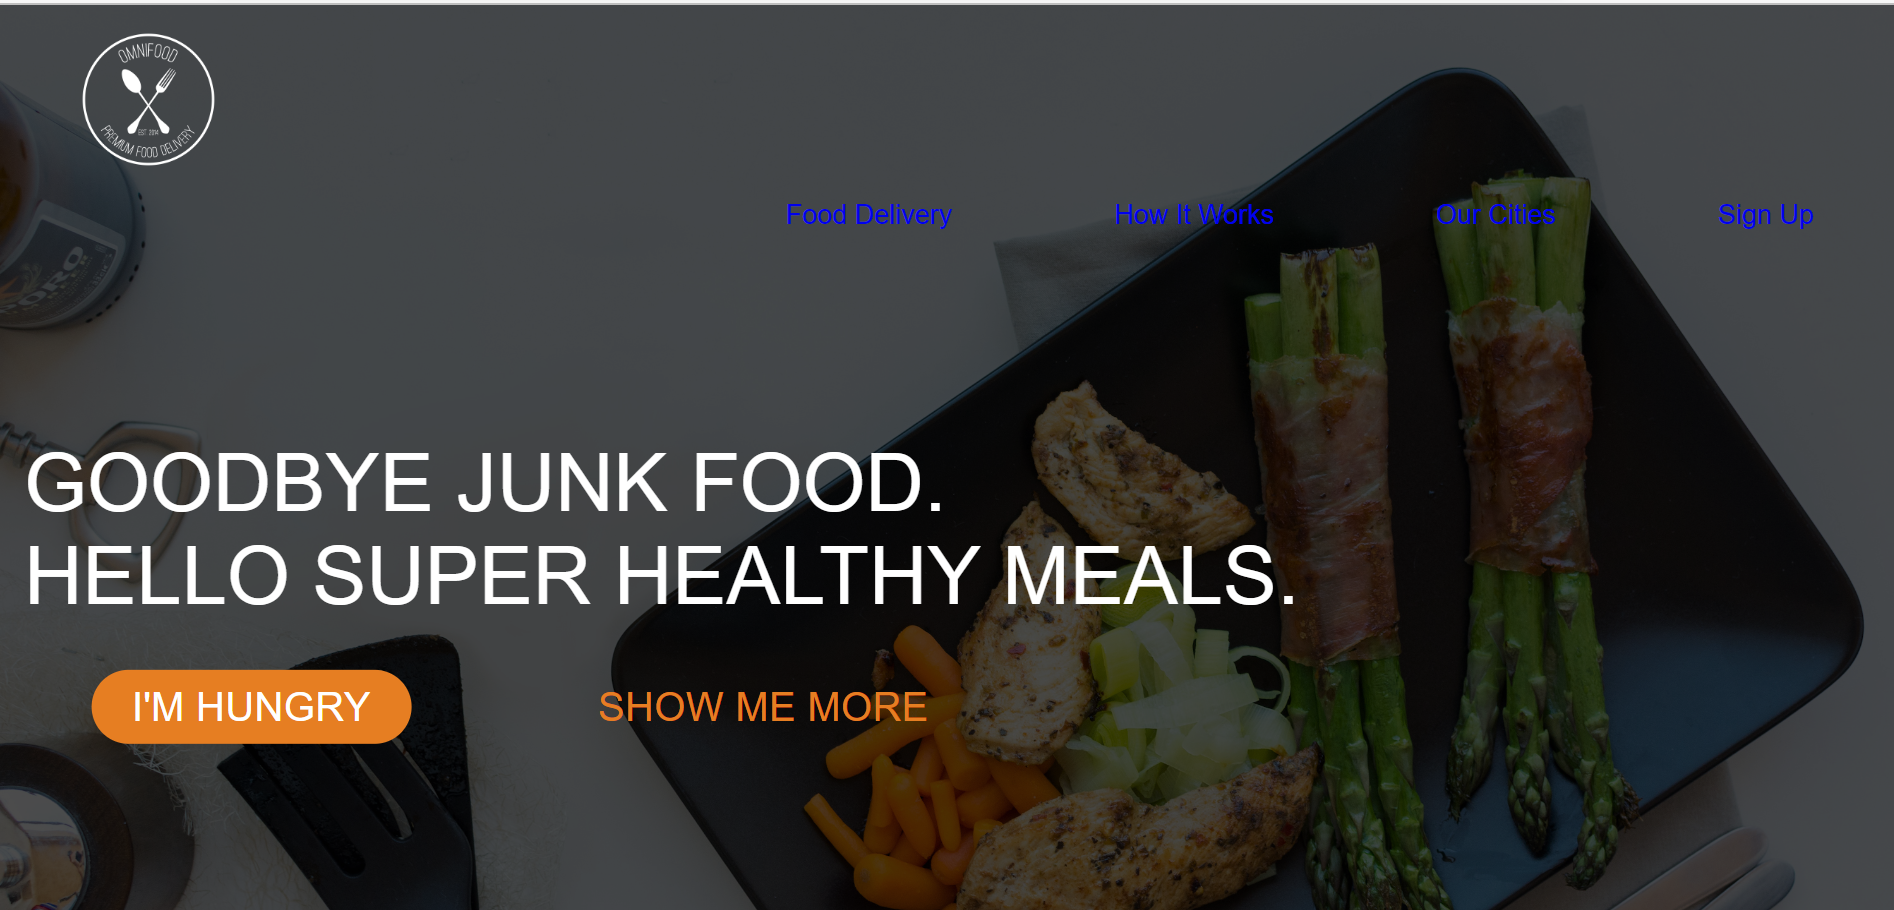 OMNIFOOD
EST 2014
PREMIUM FOOD DELIVERY
Food Delivery How It Works Our Cities Sign Up
GOODBYE JUNK FOOD.
HELLO SUPER HEALTHY MEALS.
I'M HUNGRY SHOW ME MORE